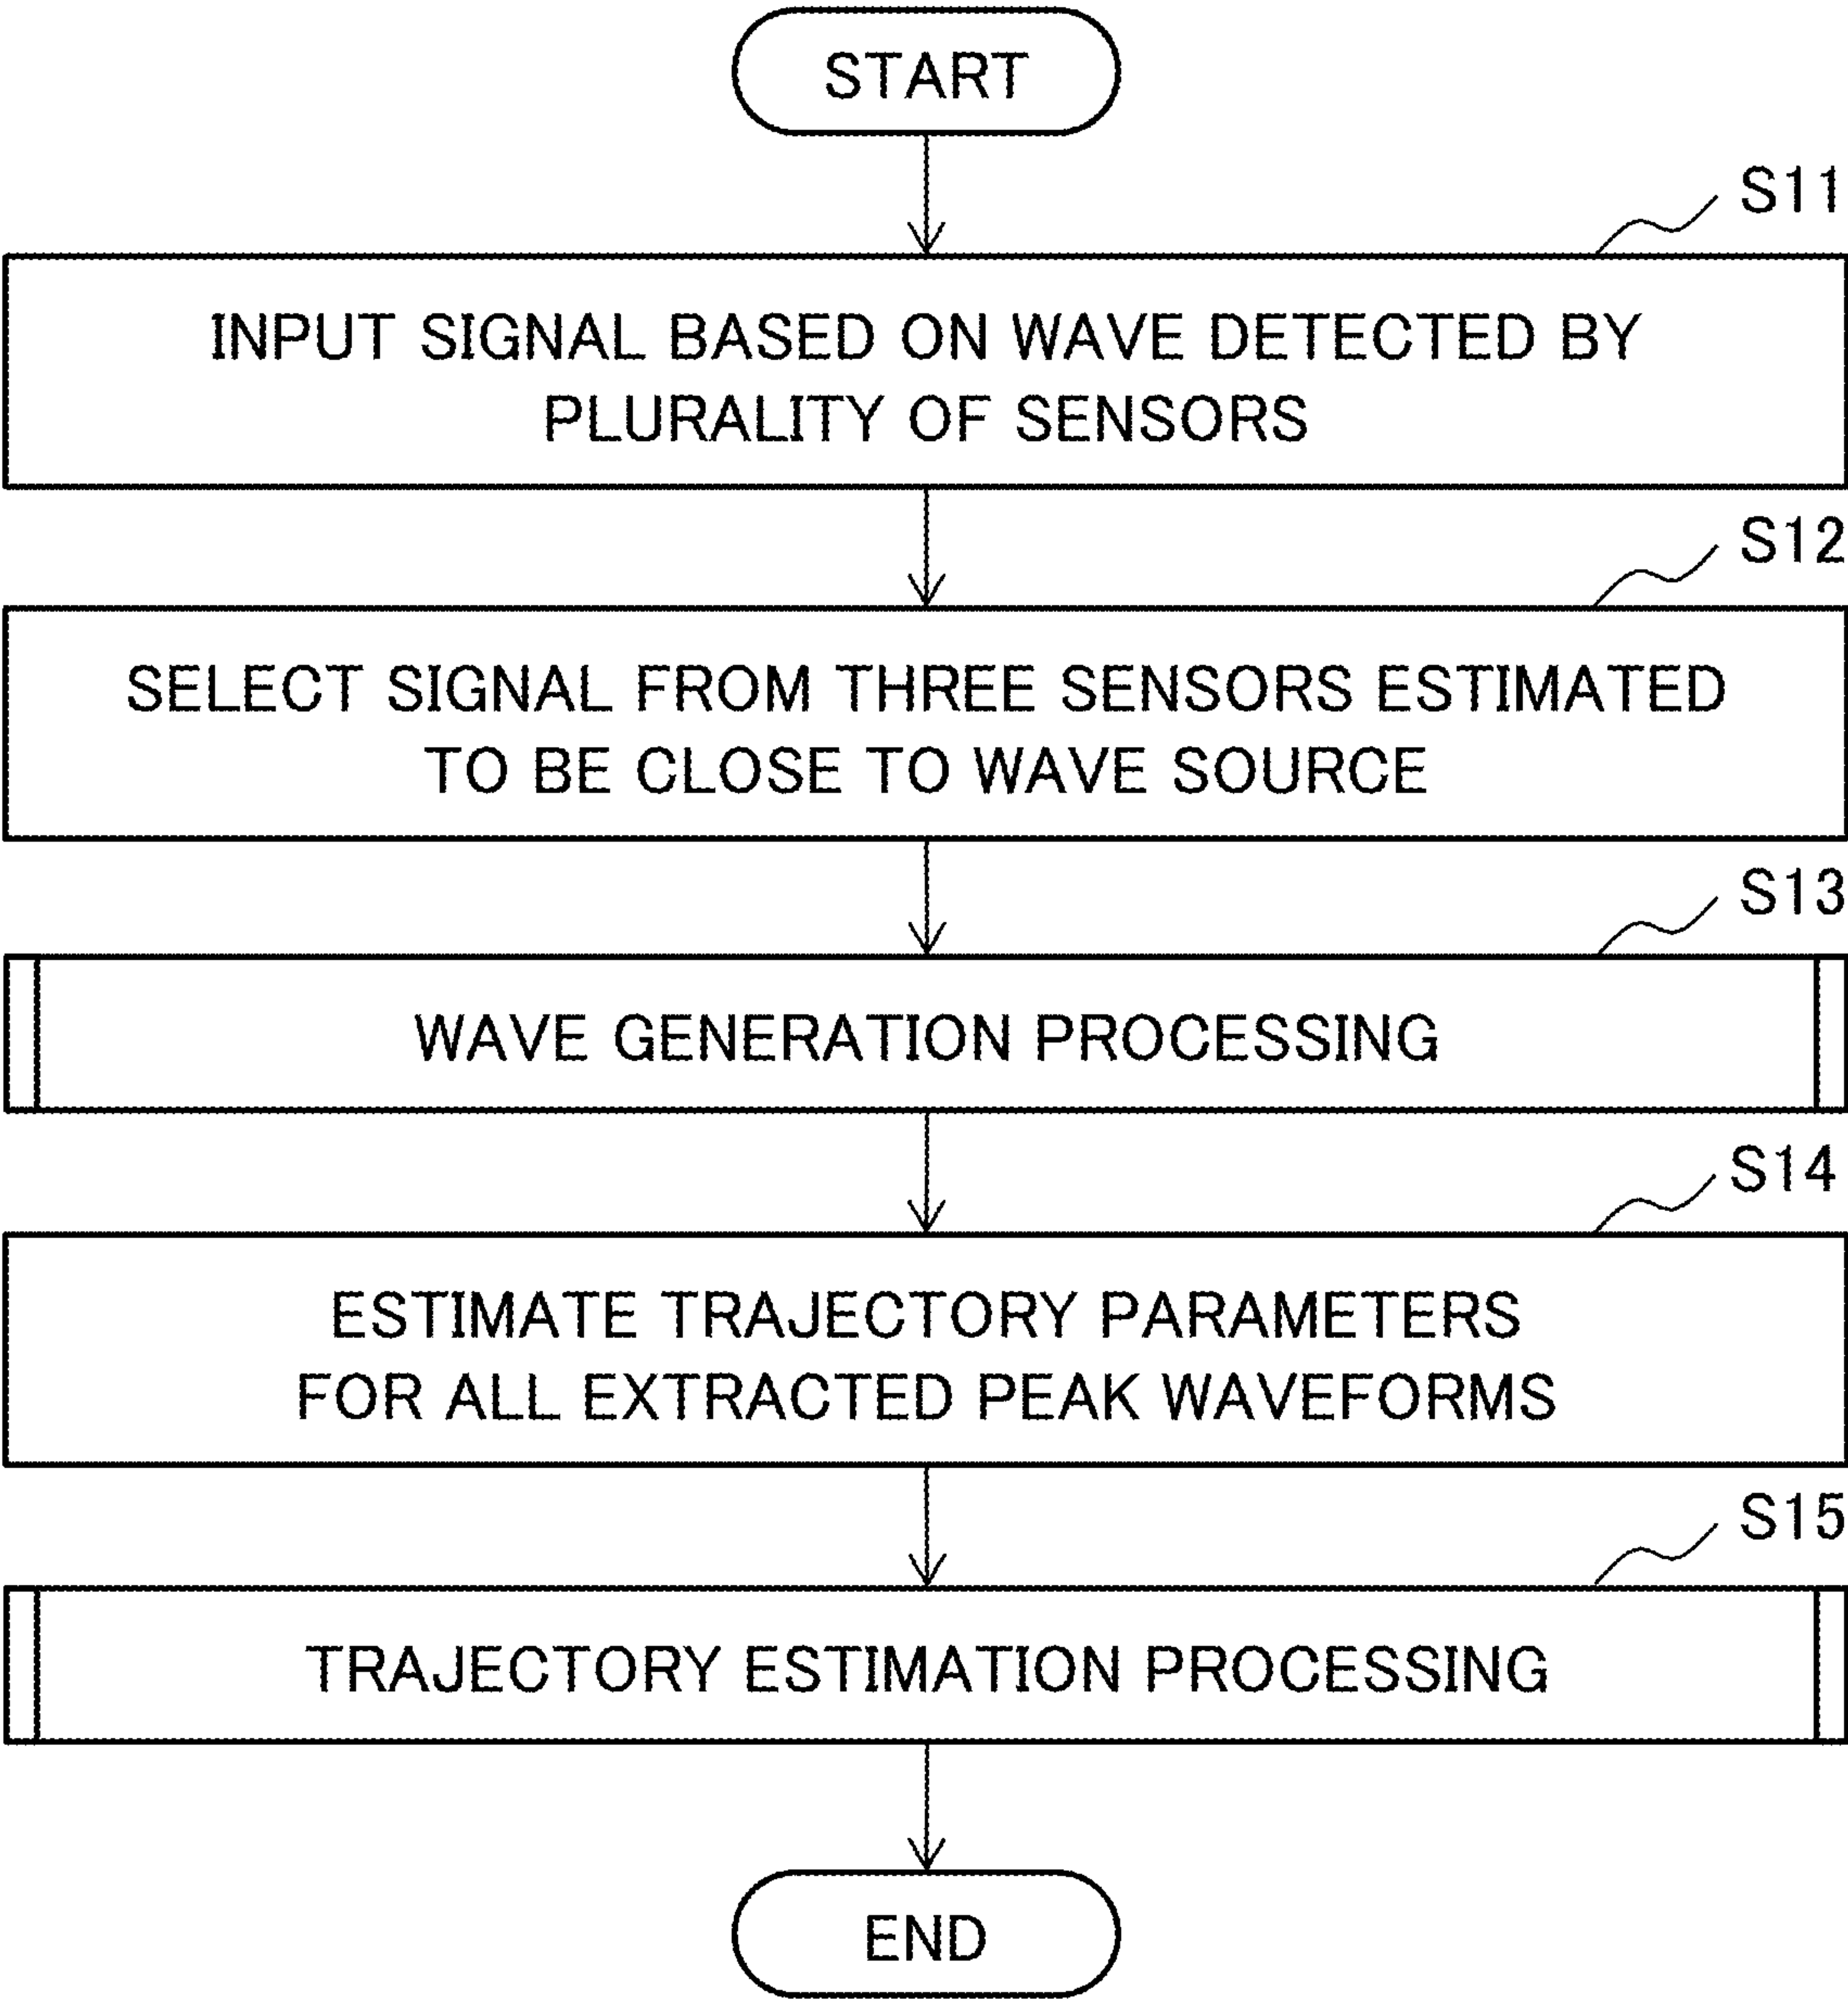 START
S11
INPUT SIGNAL BASED ON WAVE DETECTED BY
PLURALITY OF SENSORS
S12
SELECT SIGNAL FROM THREE SENSORS ESTIMATED
TO BE CLOSE TO WAVE SOURCE
S13
WAVE GENERATION PROCESSING
S14
ESTIMATE TRAJECTORY PARAMETERS
FOR ALL EXTRACTED PEAK WAVEFORMS
S15
TRAJECTORY ESTIMATION PROCESSING
END